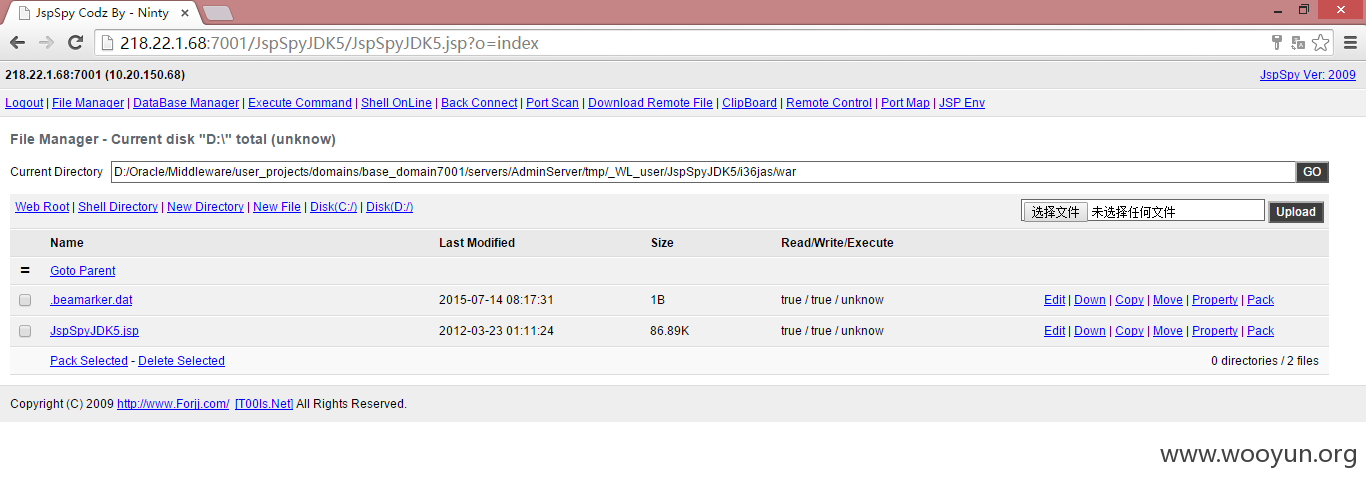 JspSpy Codz By - Ninty
218.22.1.68:7001/JspSpyJDK5/JspSpyJDK5.jsp?o=index
218.22.1.68:7001 (10.20.150.68) JspSpy Ver: 2009
Logout | File Manager | DataBase Manager | Execute Command | Shell OnLine | Back Connect | Port Scan | Download Remote File | ClipBoard | Remote Control | Port Map | JSP Env
File Manager - Current disk "D:\" total (unknow)
Current Directory D:/Oracle/Middleware/user_projects/domains/base_domain7001/servers/AdminServer/tmp/_WL_user/JspSpyJDK5/i36jas/war GO
Web Root | Shell Directory | New Directory | New File | Disk(C:/) | Disk(D:/) 选择文件 未选择任何文件 Upload
Name Last Modified Size Read/Write/Execute
= Goto Parent
.beamarker.dat 2015-07-14 08:17:31 1B true / true / unknow Edit | Down | Copy | Move | Property | Pack
JspSpyJDK5.jsp 2012-03-23 01:11:24 86.89K true / true / unknow Edit | Down | Copy | Move | Property | Pack
Pack Selected - Delete Selected 0 directories / 2 files
Copyright (C) 2009 http://www.Forjj.com/ [T00ls.Net] All Rights Reserved.
www.wooyun.org